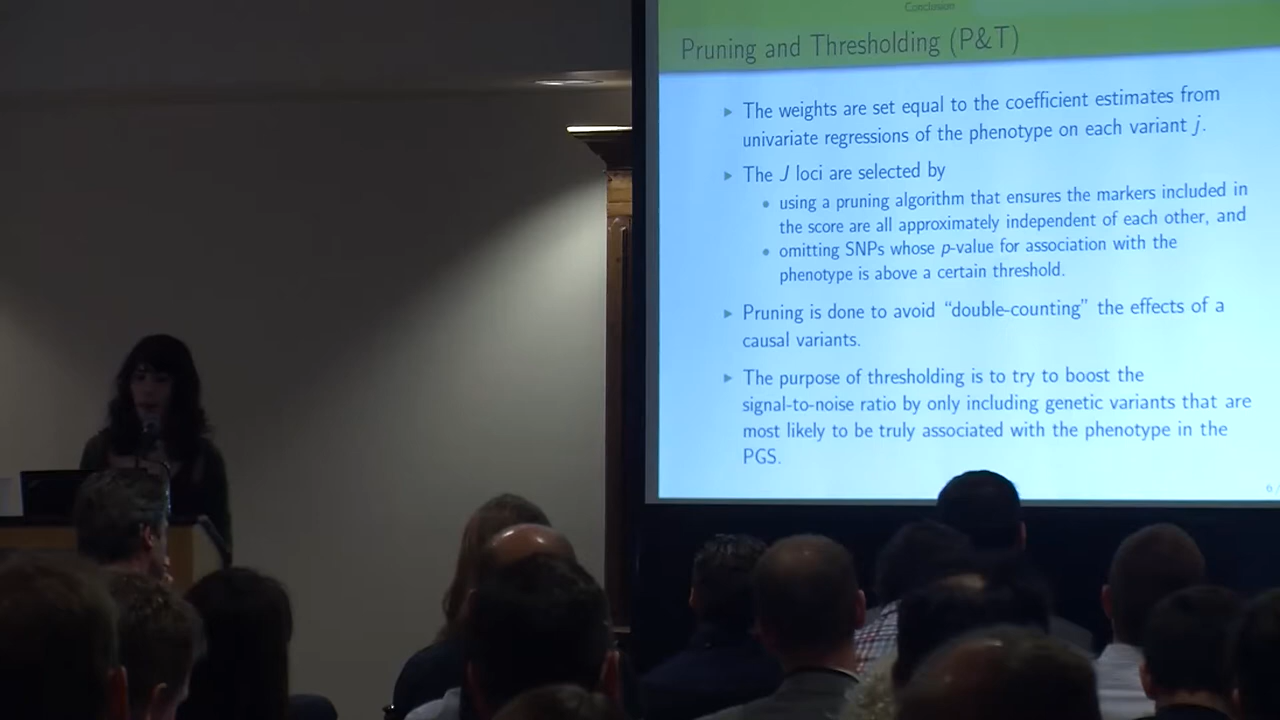 Conclusion
Pruning and Thresholding (P&T)
The weights are set equal to the coefficient estimates from
univariate regressions of the phenotype on each variant j.
The J loci are selected by
using a pruning algorithm that ensures the markers included in
the score are all approximately independent of each other, and
omitting SNPs whose p-value for association with the
phenotype is above a certain threshold.
Pruning is done to avoid “double-counting” the effects of a
causal variants.
The purpose of thresholding is to try to boost the
signal-to-noise ratio by only including genetic variants that are
most likely to be truly associated with the phenotype in the
PGS.
6 /